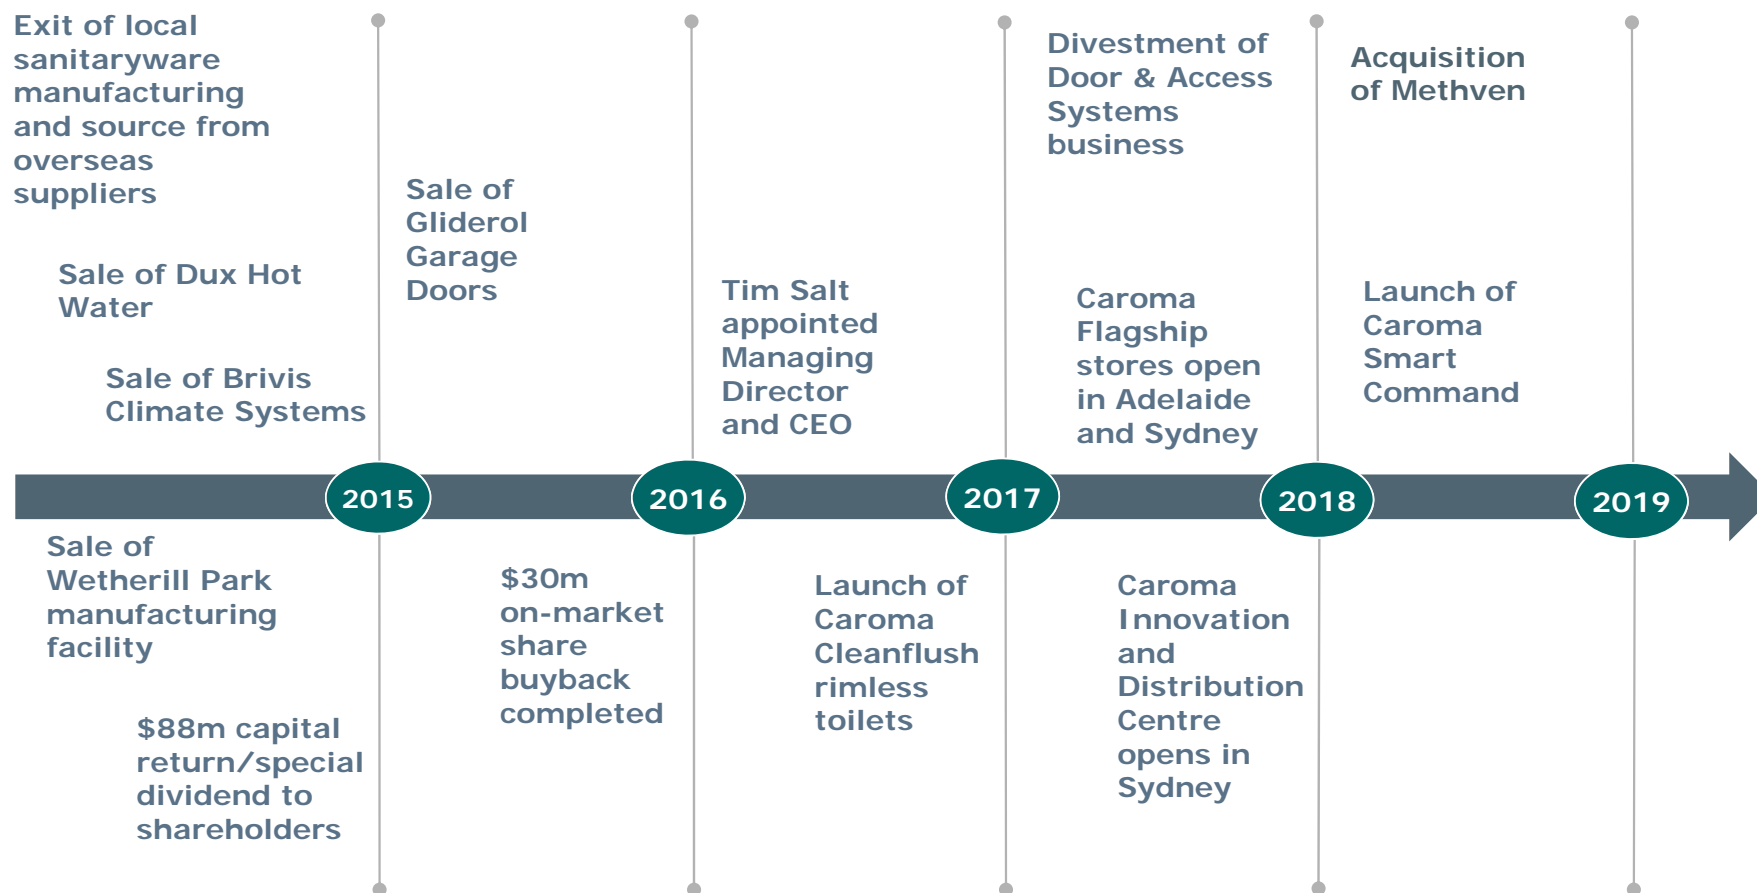 Exit of local
sanitaryware
manufacturing
and source from
overseas
suppliers
Sale of Dux Hot
Water
Sale of Brivis
Climate Systems
Sale of
Gliderol
Garage
Doors
Tim Salt
appointed
Managing
Director
and CEO
Divestment of
Door & Access
Systems
business
Caroma
Flagship
stores open
in Adelaide
and Sydney
Acquisition
of Methven
Launch of
Caroma
Smart
Command
2015
2016
2017
2018
2019
Sale of
Wetherill Park
manufacturing
facility
$88m capital
return/special
dividend to
shareholders
$30m
on-market
share
buyback
completed
Launch of
Caroma
Cleanflush
rimless
toilets
Caroma
Innovation
and
Distribution
Centre
opens in
Sydney